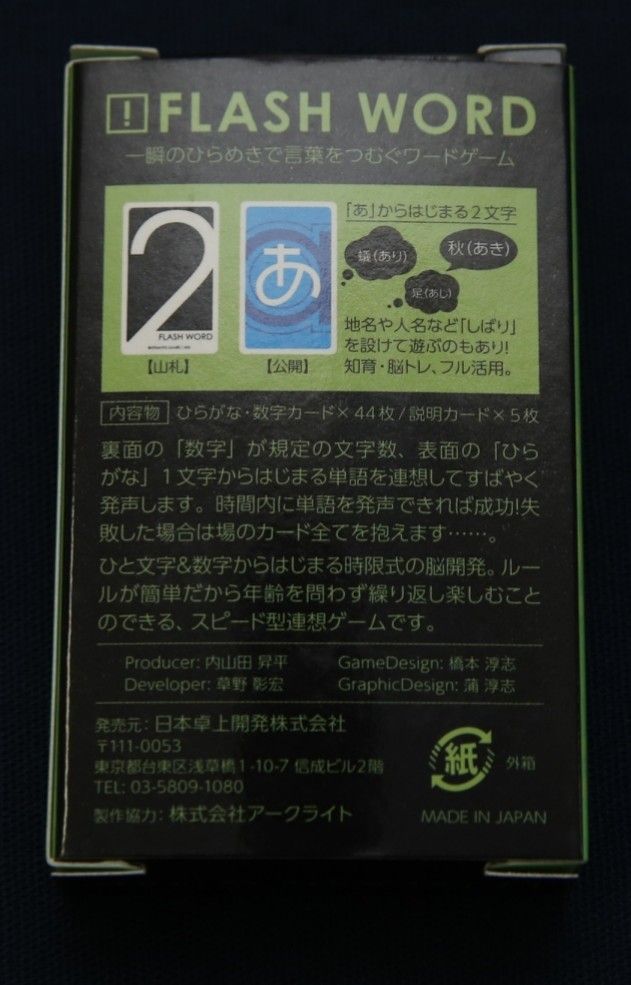 ! FLASH WORD
一瞬のひらめきで言葉をつむぐワードゲーム
2
FLASH WORD
【山札】
あ
【公開】
「あ」からはじまる2文字
蟻(あり)
秋(あき)
足(あし)
地名や人名など「しばり」
を設けて遊ぶのもあり!
知育・脳トレ、フル活用。
内容物 ひらがな・数字カード×44枚/説明カード×5枚
裏面の「数字」が規定の文字数、表面の「ひら
がな」1文字からはじまる単語を連想してすばやく
発声します。時間内に単語を発声できれば成功!失
敗した場合は場のカード全てを抱えます……。
ひと文字&数字からはじまる時限式の脳開発。ルー
ルが簡単だから年齢を問わず繰り返し楽しむこと
のできる、スピード型連想ゲームです。
Producer: 内山田 昇平 GameDesign: 橋本 淳志
Developer: 草野 彰宏 GraphicDesign: 蒲 淳志
発売元: 日本卓上開発株式会社
〒111-0053
東京都台東区浅草橋1-10-7 信成ビル2階
TEL: 03-5809-1080
製作協力: 株式会社アークライト
紙 外箱
MADE IN JAPAN